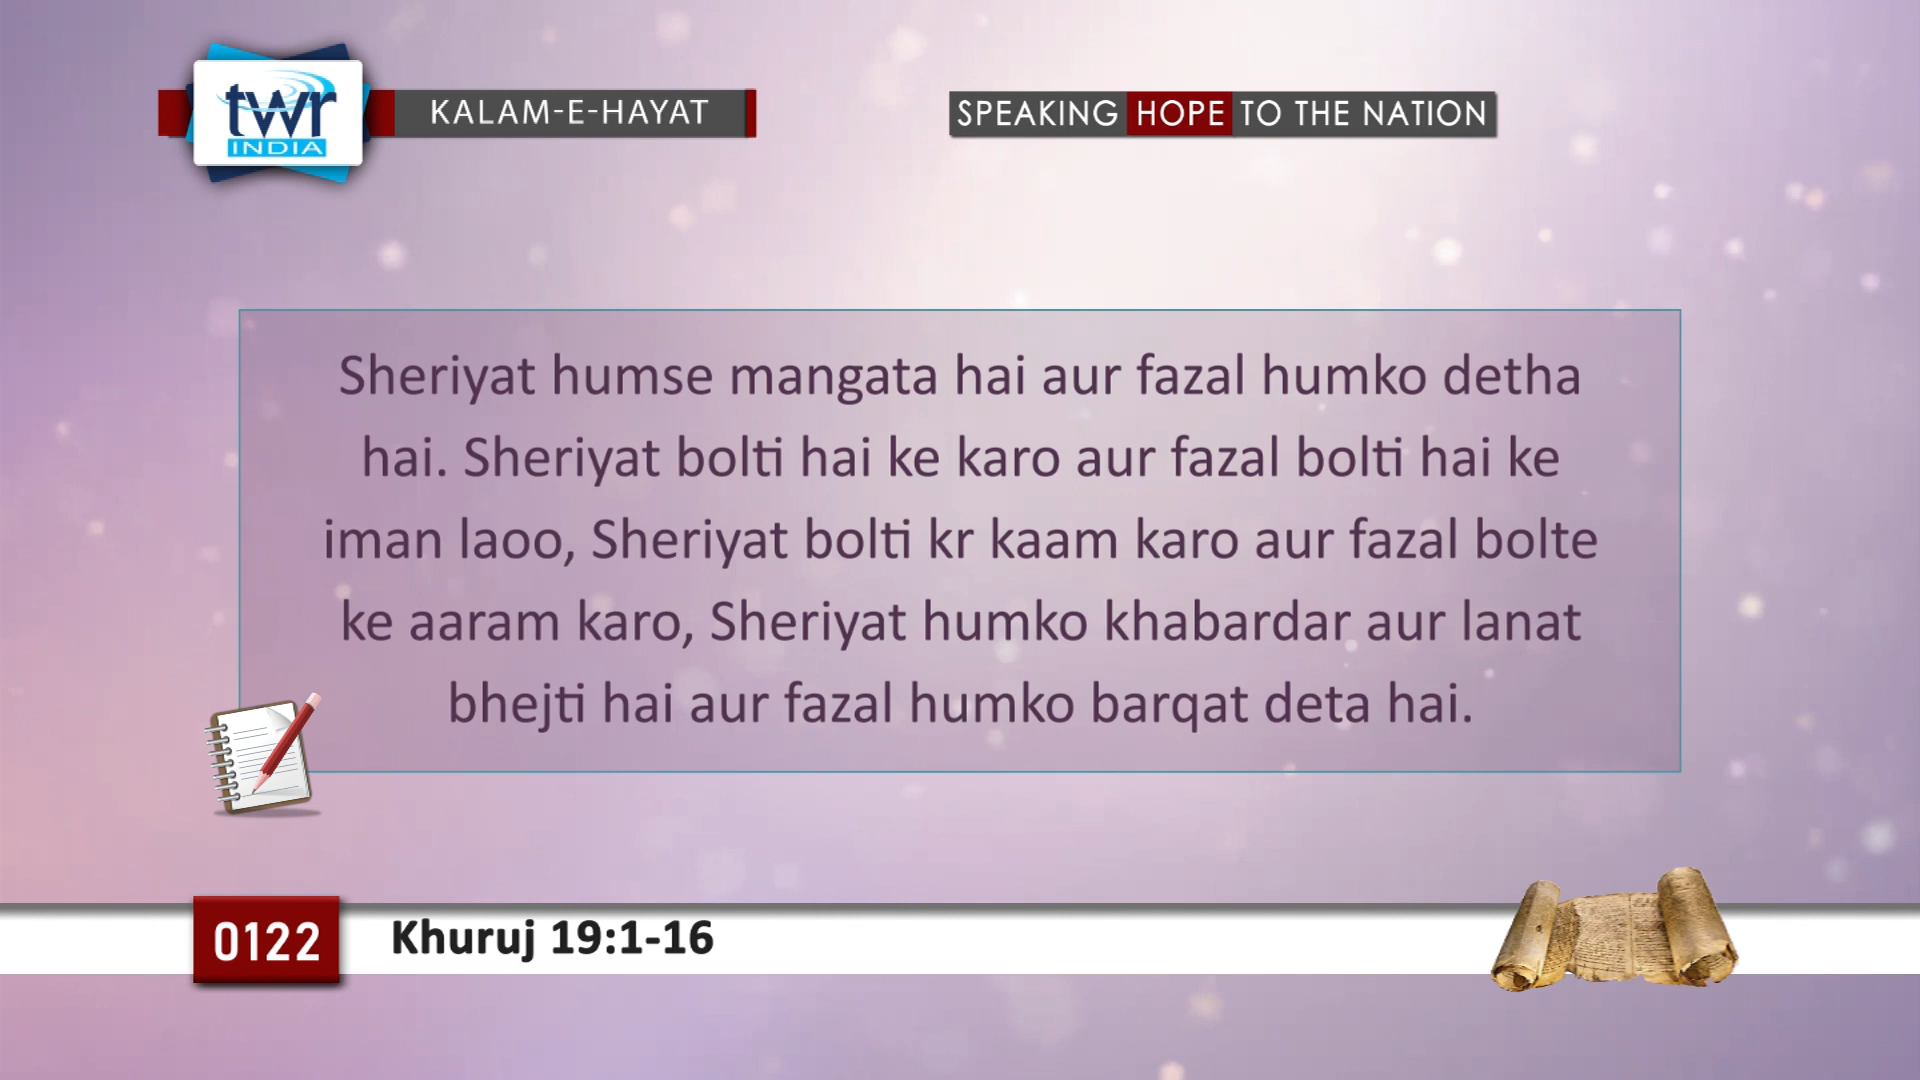 twr
INDIA
KALAM-E-HAYAT
SPEAKING HOPE TO THE NATION
Sheriyat humse mangata hai aur fazal humko detha
hai. Sheriyat bolti hai ke karo aur fazal bolti hai ke
iman laoo, Sheriyat bolti kr kaam karo aur fazal bolte
ke aaram karo, Sheriyat humko khabardar aur lanat
bhejti hai aur fazal humko barqat deta hai.
0122
Khuruj 19:1-16